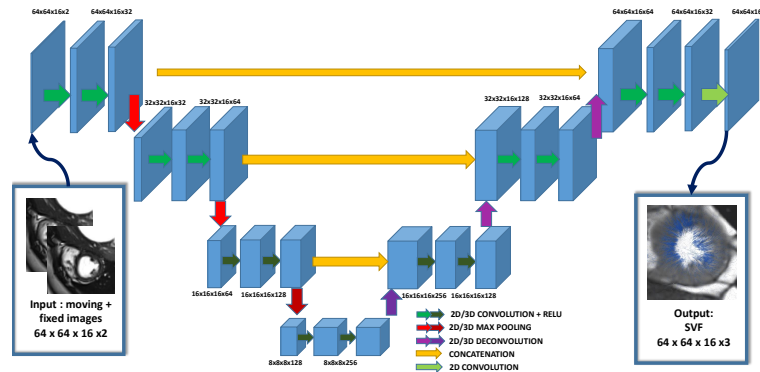 64x64x16x2
64x64x16x32
64x64x16x64
64x64x16x32
64x64x16
32x32x16x32
32x32x16x64
32x32x16x128
32x32x16x64
16x16x16x64
16x16x16x128
16x16x16x256
16x16x16x128
8x8x8x128
8x8x8x256
Input : moving +
fixed images
64 x 64 x 16 x2
2D/3D CONVOLUTION + RELU
2D/3D MAX POOLING
2D/3D DECONVOLUTION
CONCATENATION
2D CONVOLUTION
Output:
SVF
64 x 64 x 16 x3